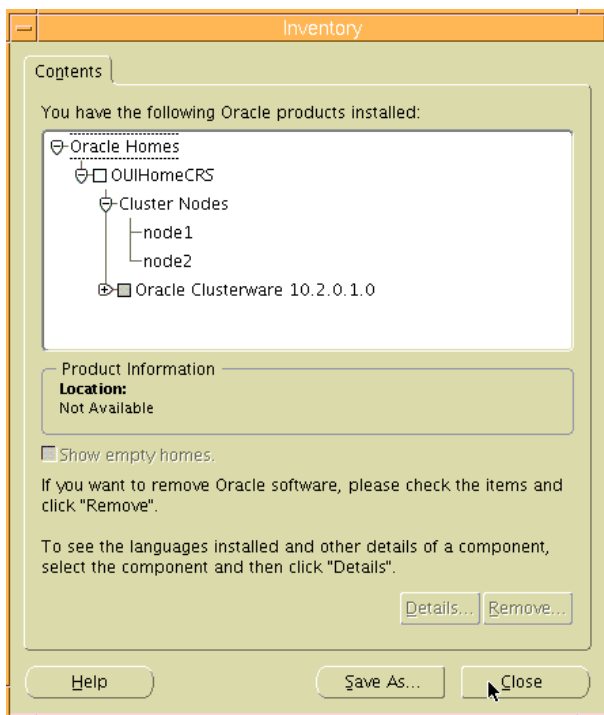 Inventory
Contents
You have the following Oracle products installed:
Oracle Homes
OUIHomeCRS
Cluster Nodes
node1
node2
Oracle Clusterware 10.2.0.1.0
Product Information
Location:
Not Available
Show empty homes.
If you want to remove Oracle software, please check the items and
click "Remove".
To see the languages installed and other details of a component,
select the component and then click "Details".
Details... Remove...
Help Save As... Close